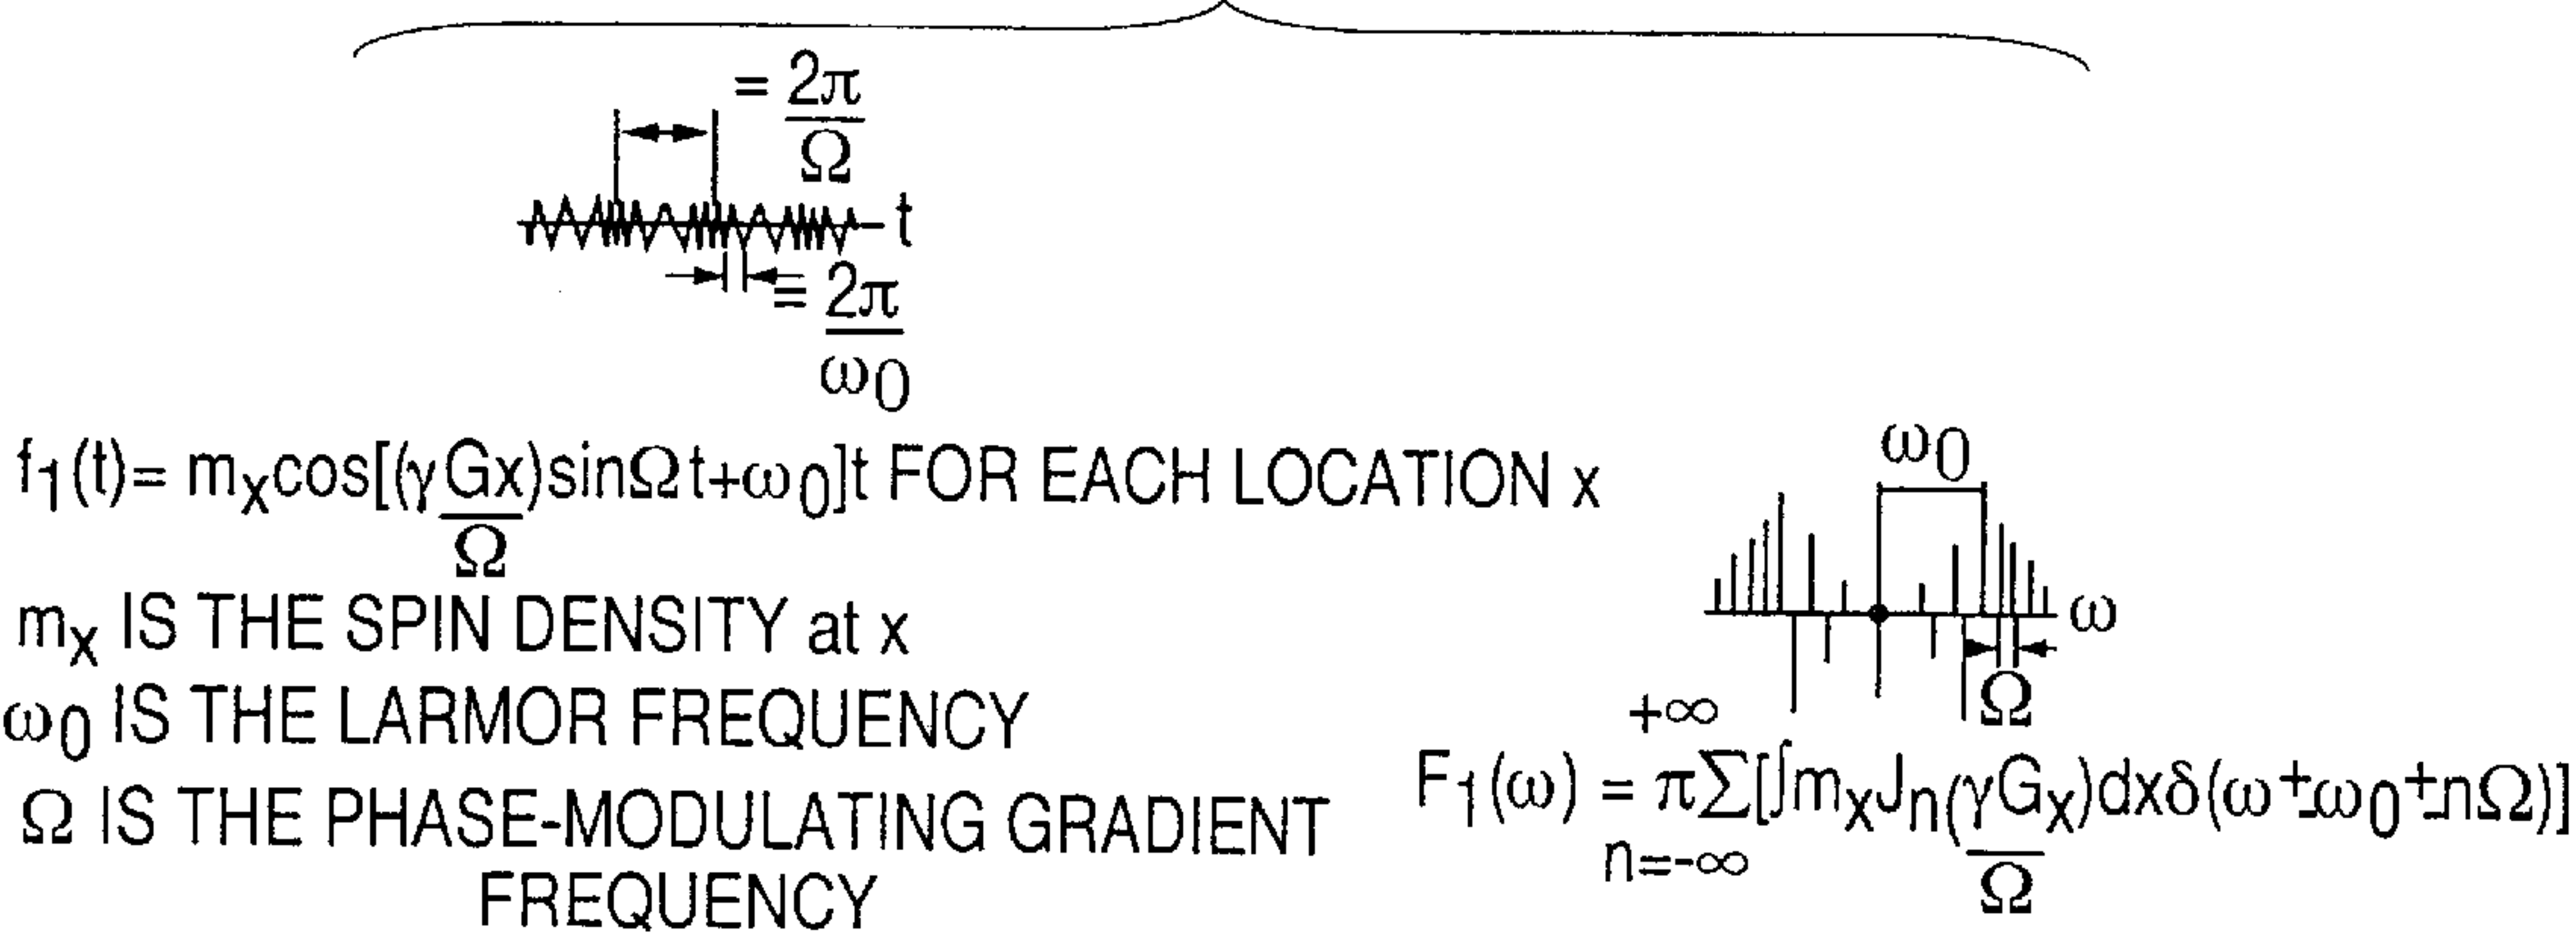 = 2π
Ω
t
= 2π
ω0
f1(t)= mxcos[(γGx)sinΩt+ω0]t FOR EACH LOCATION x
Ω
mx IS THE SPIN DENSITY at x
ω0 IS THE LARMOR FREQUENCY
Ω IS THE PHASE-MODULATING GRADIENT
FREQUENCY
ω0
ω
Ω
+∞
F1(ω) = πΣ[∫mxJn(γGx)dxδ(ω±ω0±nΩ)]
n=-∞
Ω